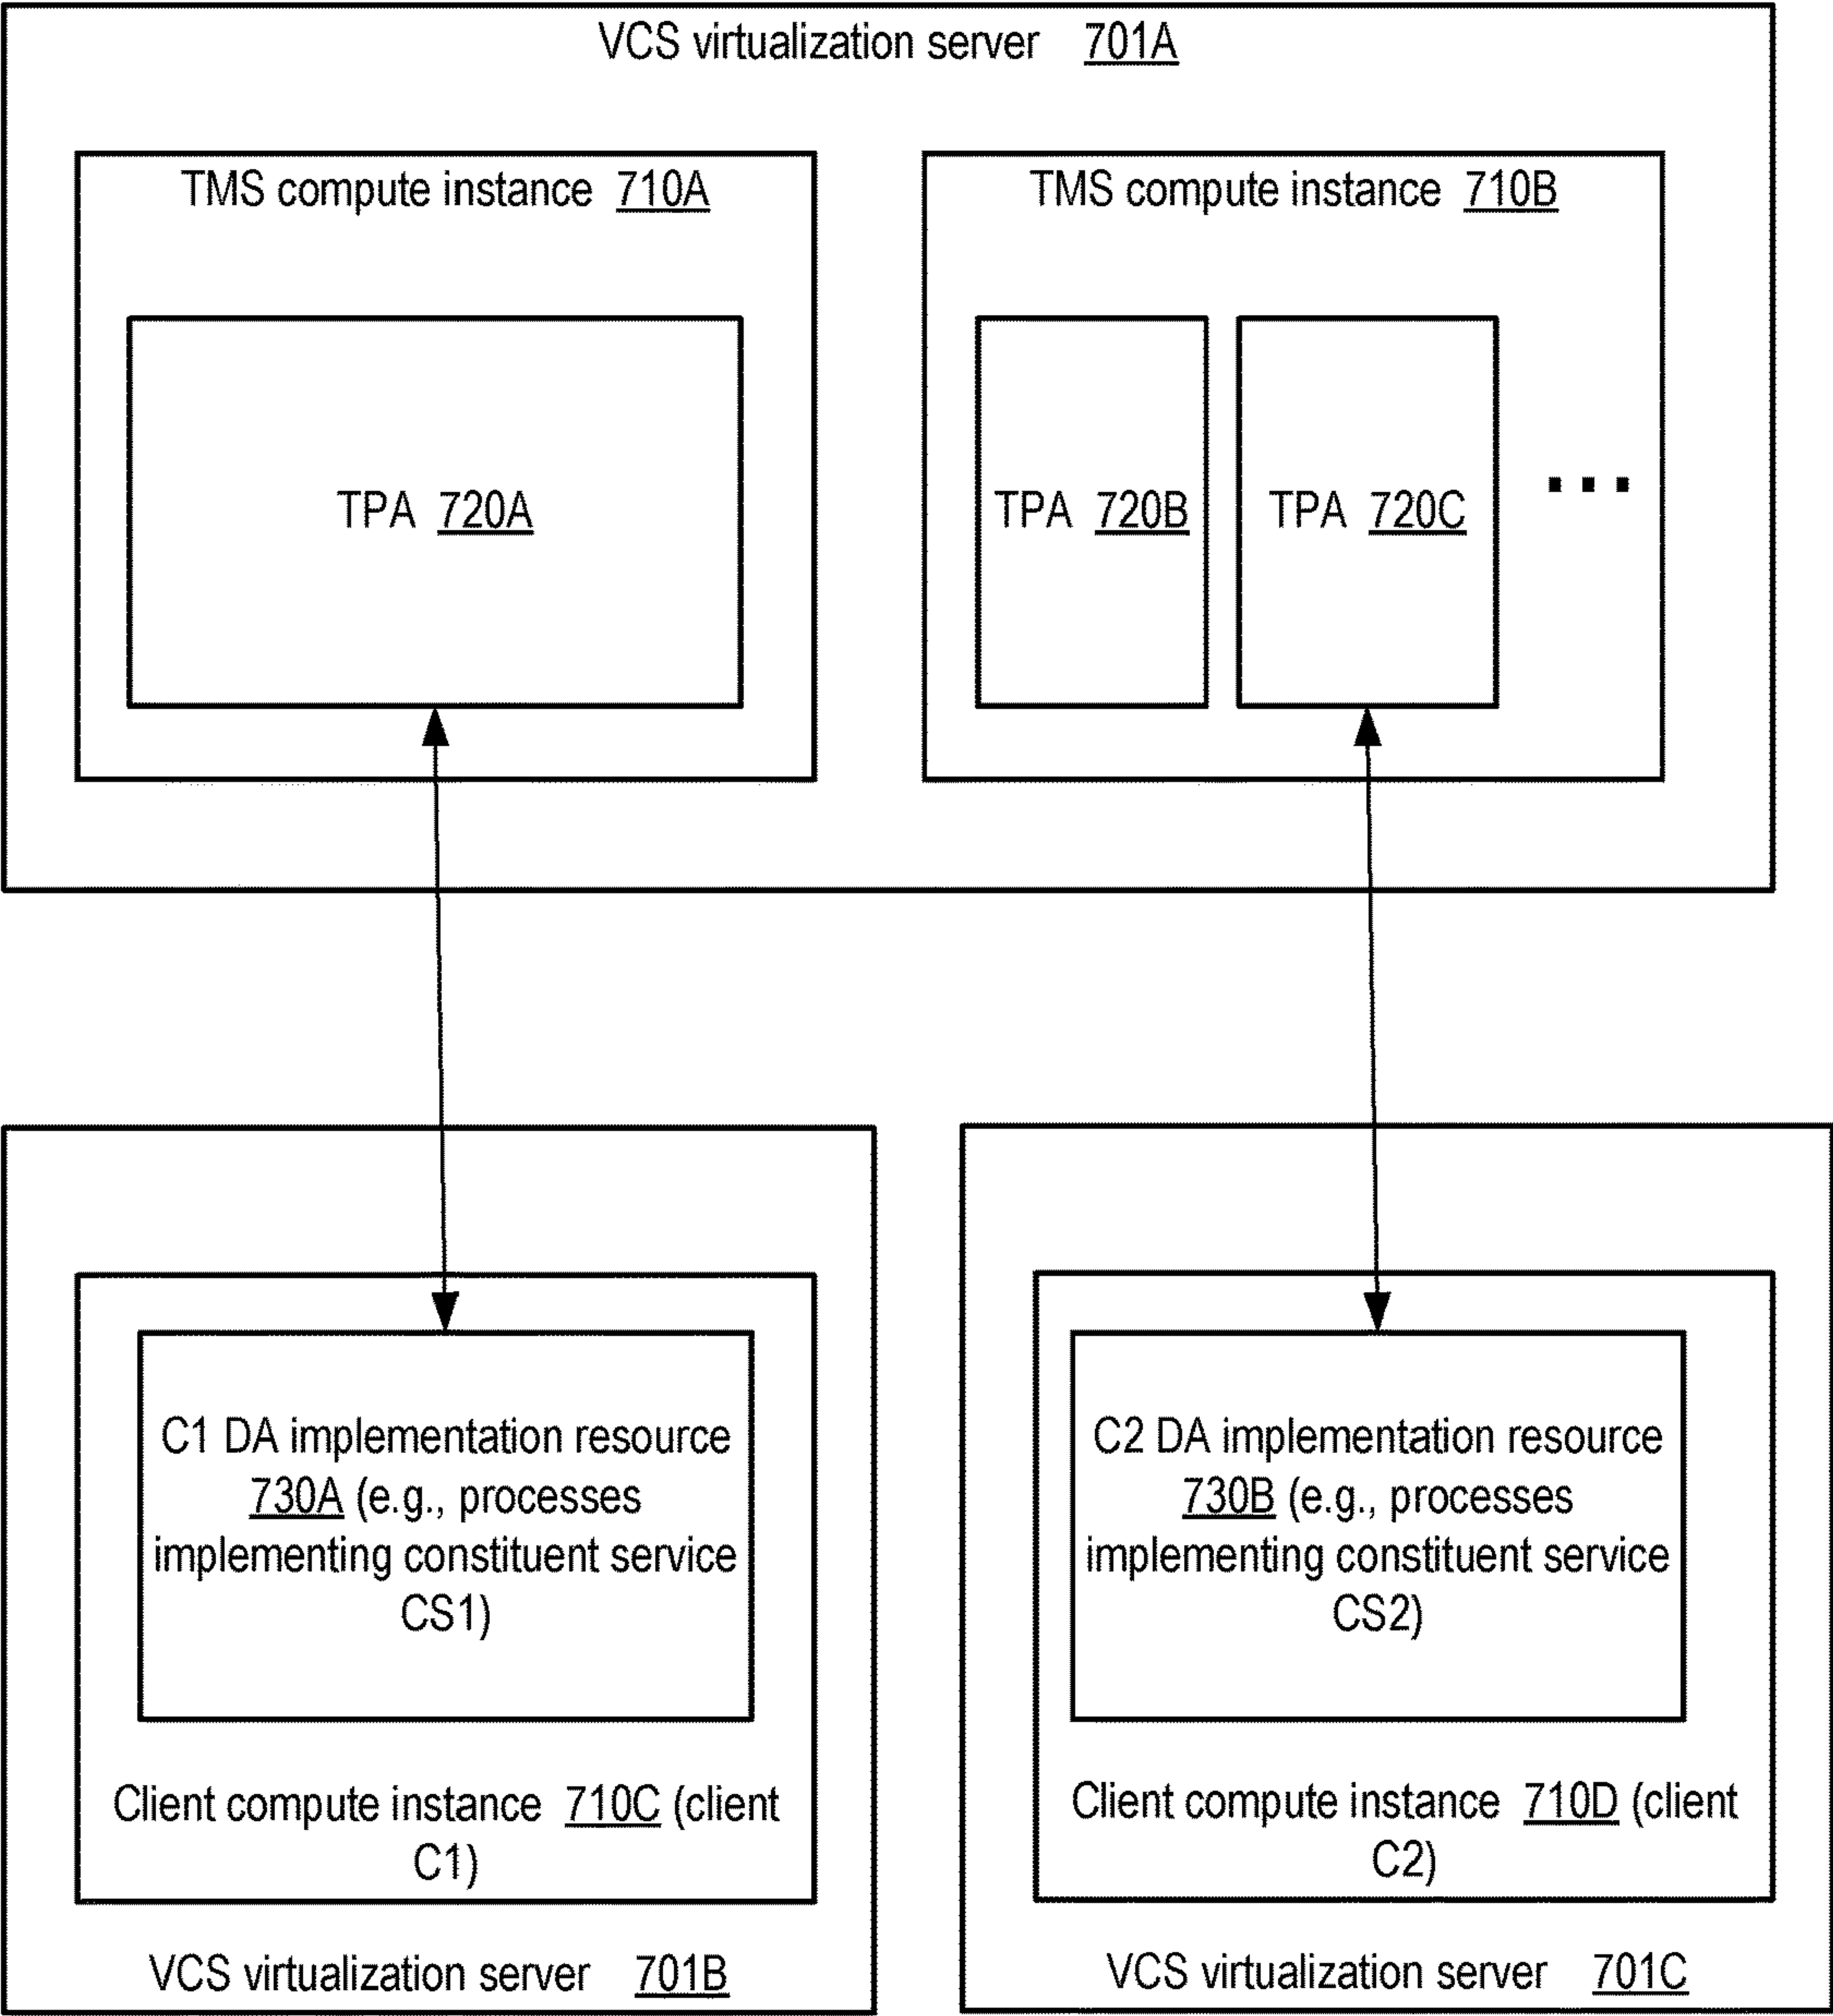 VCS virtualization server 701A
TMS compute instance 710A
TMS compute instance 710B
TPA 720A
TPA 720B
TPA 720C
C1 DA implementation resource
730A (e.g., processes
implementing constituent service
CS1)
Client compute instance 710C (client
C1)
VCS virtualization server 701B
C2 DA implementation resource
730B (e.g., processes
implementing constituent service
CS2)
Client compute instance 710D (client
C2)
VCS virtualization server 701C